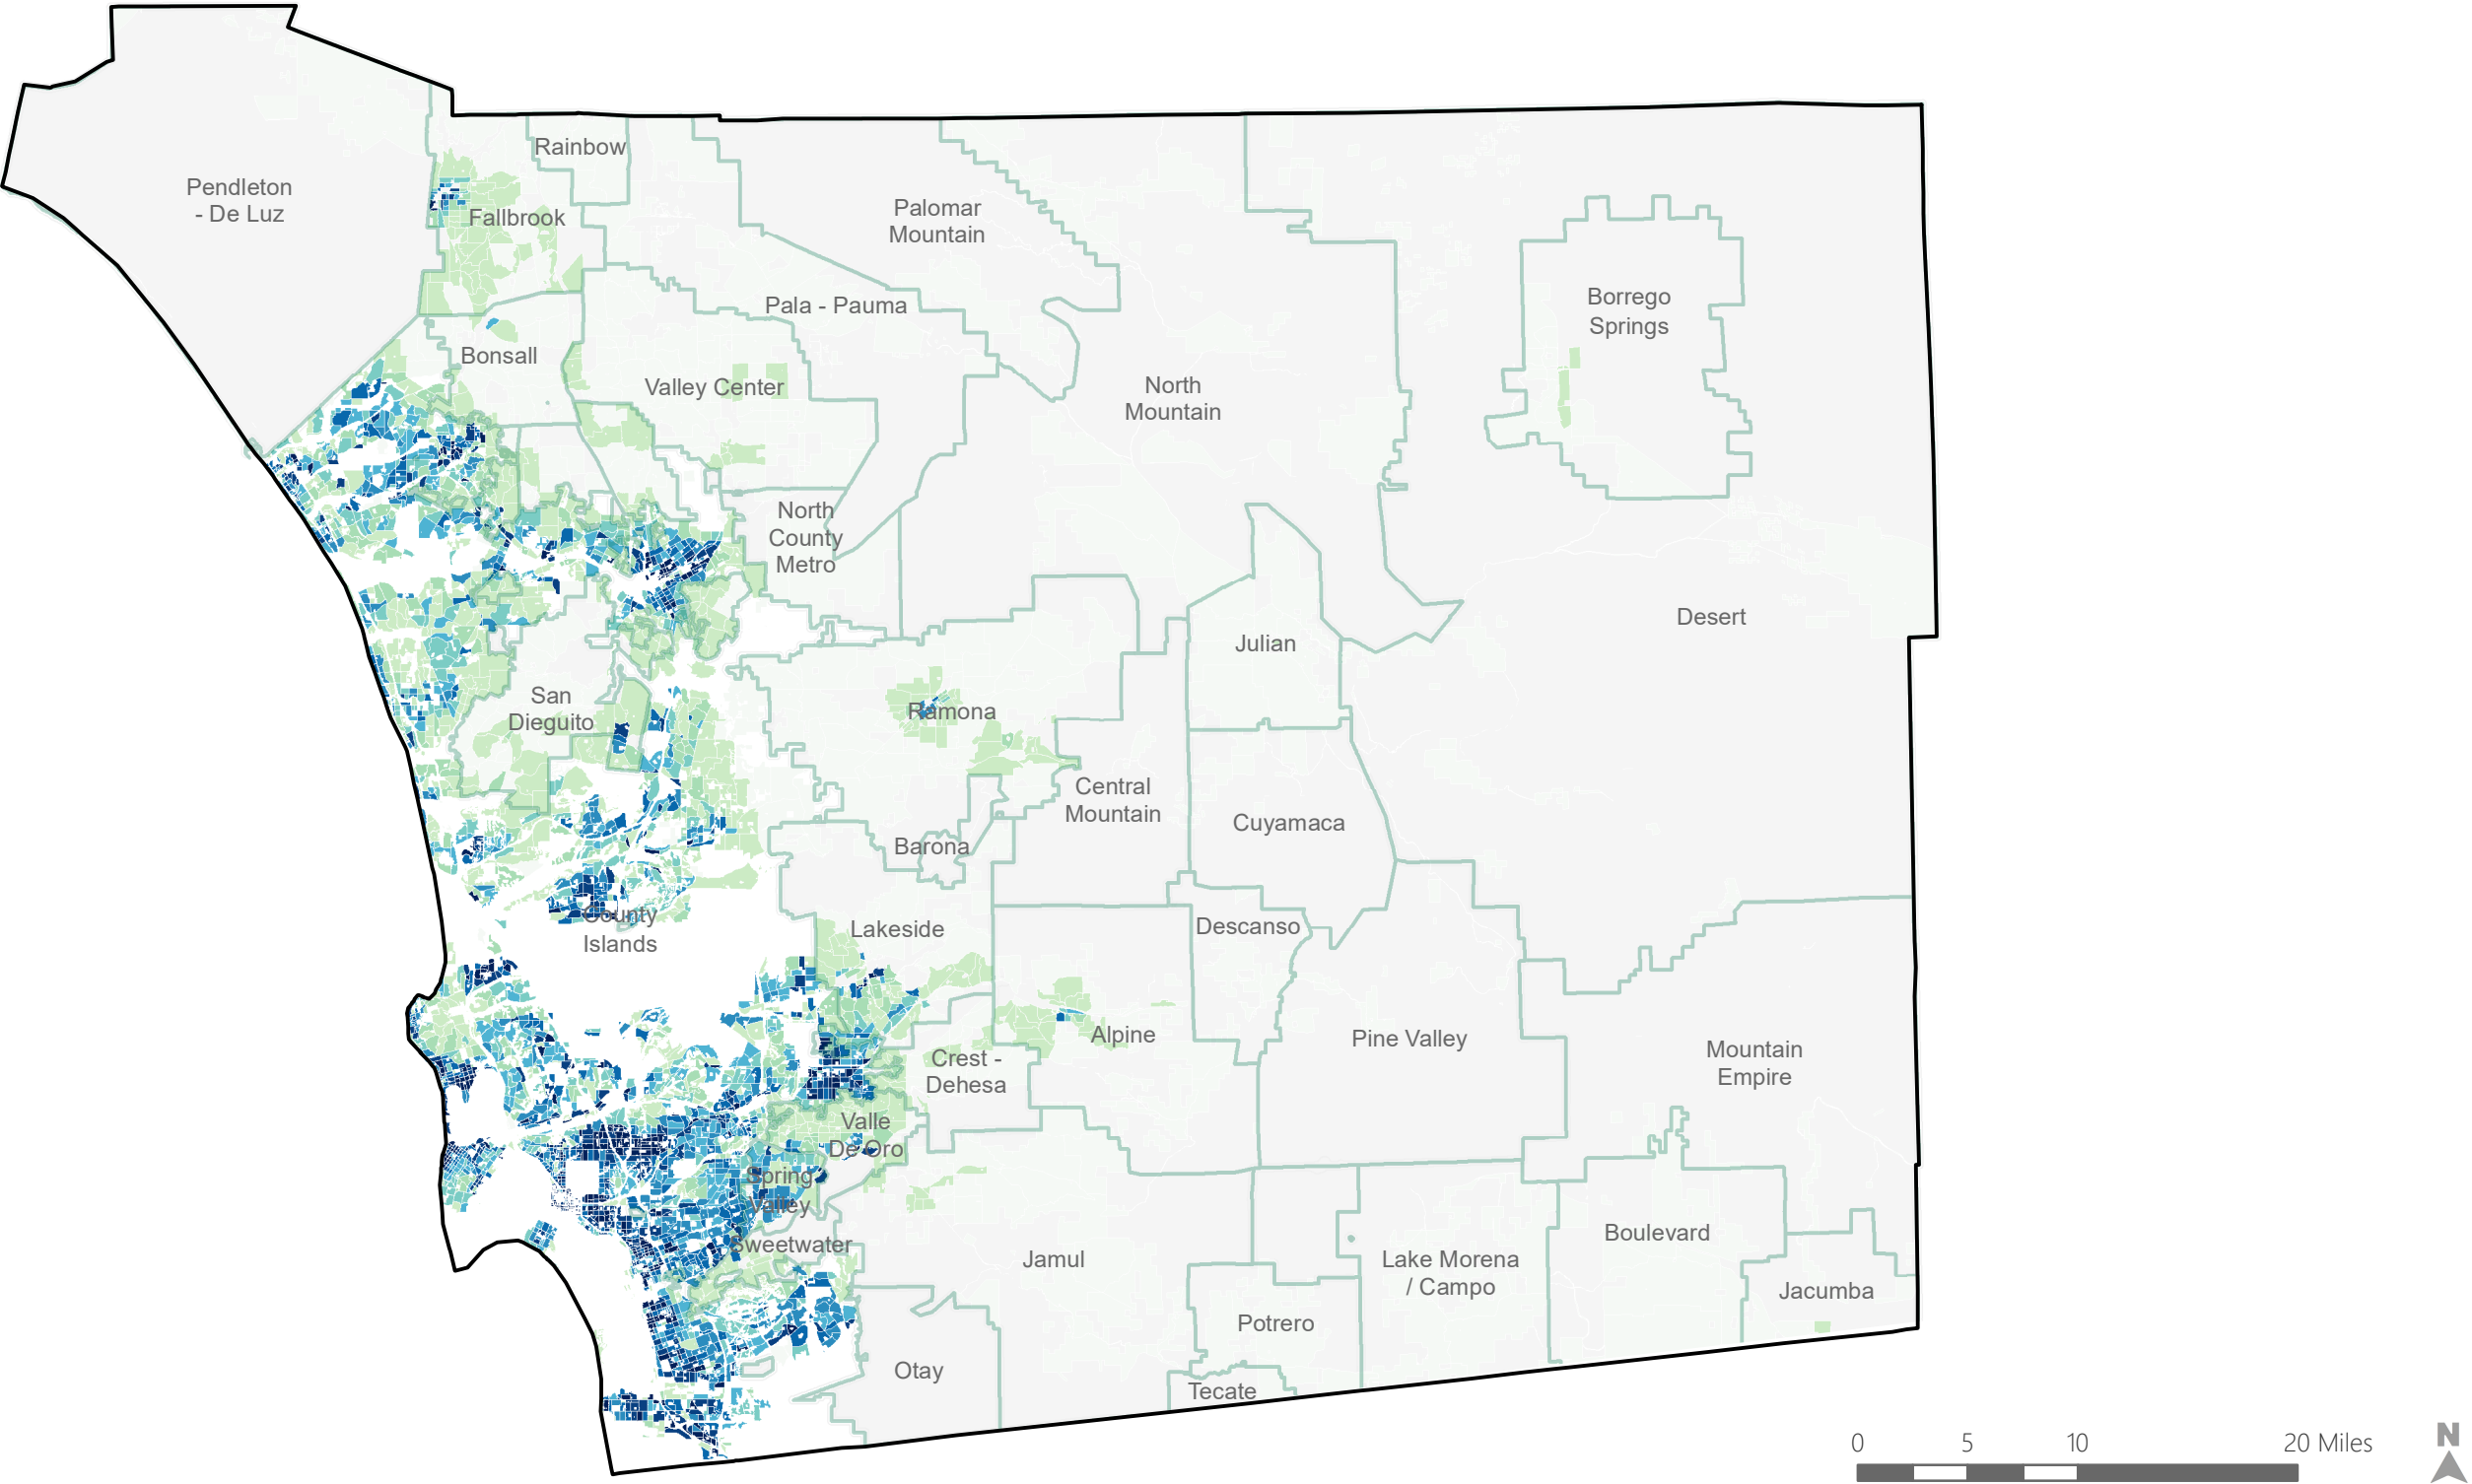 Rainbow
Pendleton
- De Luz
Fallbrook
Palomar
Mountain
Pala - Pauma
Borrego
Springs
Bonsall
Valley Center
North
Mountain
North
County
Metro
Desert
Julian
San
Dieguito
Ramona
Central
Mountain
Cuyamaca
Barona
County
Islands
Lakeside
Descanso
Alpine
Pine Valley
Crest -
Dehesa
Mountain
Empire
Valle
De Oro
Spring
Valley
Sweetwater
Jamul
Lake Morena
/ Campo
Boulevard
Jacumba
Potrero
Otay
Tecate
0 5 10 20 Miles
N